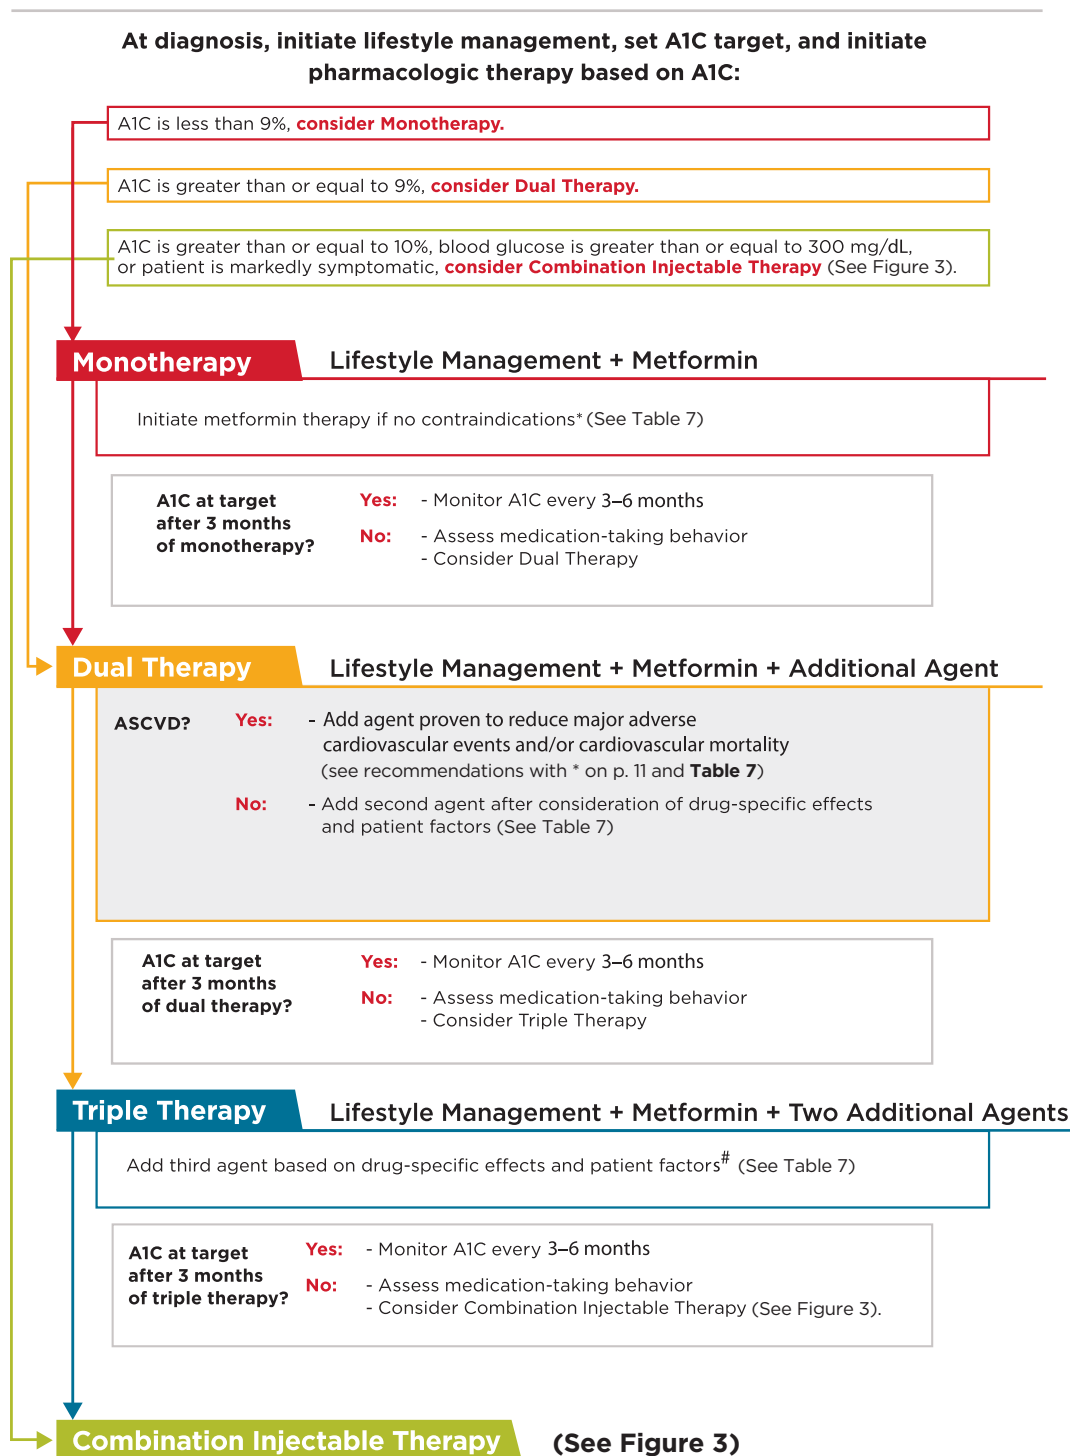 At diagnosis, initiate lifestyle management, set A1C target, and initiate
pharmacologic therapy based on A1C:
A1C is less than 9%, consider Monotherapy.
A1C is greater than or equal to 9%, consider Dual Therapy.
A1C is greater than or equal to 10%, blood glucose is greater than or equal to 300 mg/dL,
or patient is markedly symptomatic, consider Combination Injectable Therapy (See Figure 3).
Monotherapy Lifestyle Management + Metformin
Initiate metformin therapy if no contraindications* (See Table 7)
A1C at target
after 3 months
of monotherapy?
Yes: - Monitor A1C every 3–6 months
No: - Assess medication-taking behavior
- Consider Dual Therapy
Dual Therapy Lifestyle Management + Metformin + Additional Agent
ASCVD?
Yes: - Add agent proven to reduce major adverse
cardiovascular events and/or cardiovascular mortality
(see recommendations with * on p. 11 and Table 7)
No: - Add second agent after consideration of drug-specific effects
and patient factors (See Table 7)
A1C at target
after 3 months
of dual therapy?
Yes: - Monitor A1C every 3–6 months
No: - Assess medication-taking behavior
- Consider Triple Therapy
Triple Therapy Lifestyle Management + Metformin + Two Additional Agents
Add third agent based on drug-specific effects and patient factors# (See Table 7)
A1C at target
after 3 months
of triple therapy?
Yes: - Monitor A1C every 3–6 months
No: - Assess medication-taking behavior
- Consider Combination Injectable Therapy (See Figure 3).
Combination Injectable Therapy (See Figure 3)